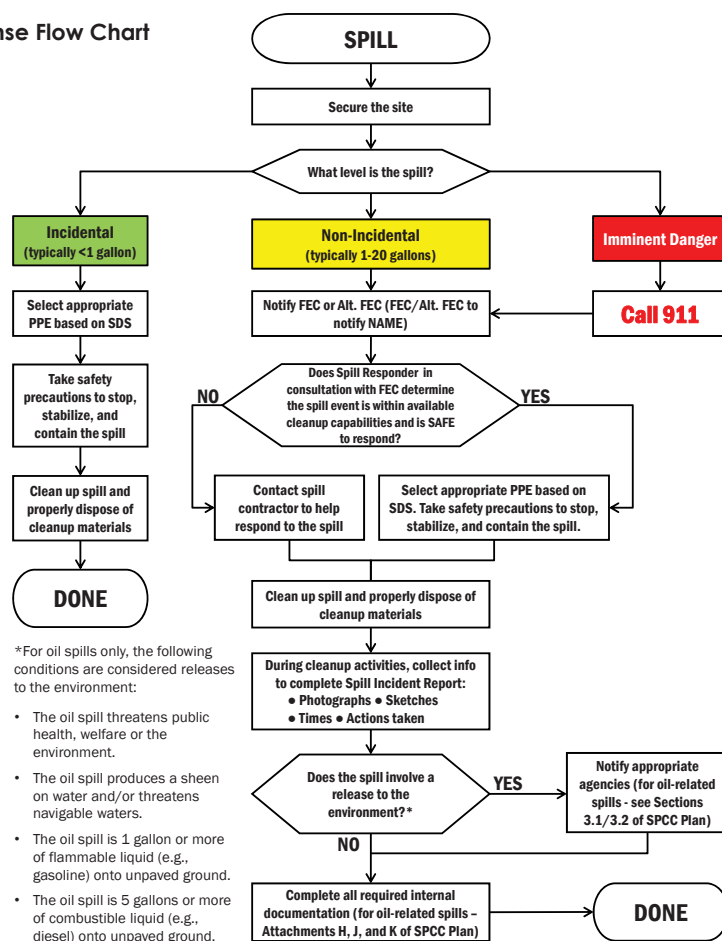 nse Flow Chart
SPILL
Secure the site
What level is the spill?
Incidental
(typically <1 gallon)
Non-Incidental
(typically 1-20 gallons)
Imminent Danger
Select appropriate
PPE based on SDS
Notify FEC or Alt. FEC (FEC/Alt. FEC to
notify NAME)
Call 911
Take safety
precautions to stop,
stabilize, and
contain the spill
NO
Does Spill Responder in
consultation with FEC determine
the spill event is within available
cleanup capabilities and is SAFE
to respond?
YES
Clean up spill and
properly dispose of
cleanup materials
Contact spill
contractor to help
respond to the spill
Select appropriate PPE based on
SDS. Take safety precautions to stop,
stabilize, and contain the spill.
DONE
Clean up spill and properly dispose of
cleanup materials
*For oil spills only, the following
conditions are considered releases
to the environment:
• The oil spill threatens public
health, welfare or the
environment.
• The oil spill produces a sheen
on water and/or threatens
navigable waters.
• The oil spill is 1 gallon or more
of flammable liquid (e.g.,
gasoline) onto unpaved ground.
• The oil spill is 5 gallons or more
of combustible liquid (e.g.,
diesel) onto unpaved ground.
During cleanup activities, collect info
to complete Spill Incident Report:
● Photographs ● Sketches
● Times ● Actions taken
Does the spill involve a
release to the
environment?*
YES
Notify appropriate
agencies (for oil-related
spills - see Sections
3.1/3.2 of SPCC Plan)
NO
Complete all required internal
documentation (for oil-related spills –
Attachments H, J, and K of SPCC Plan)
DONE